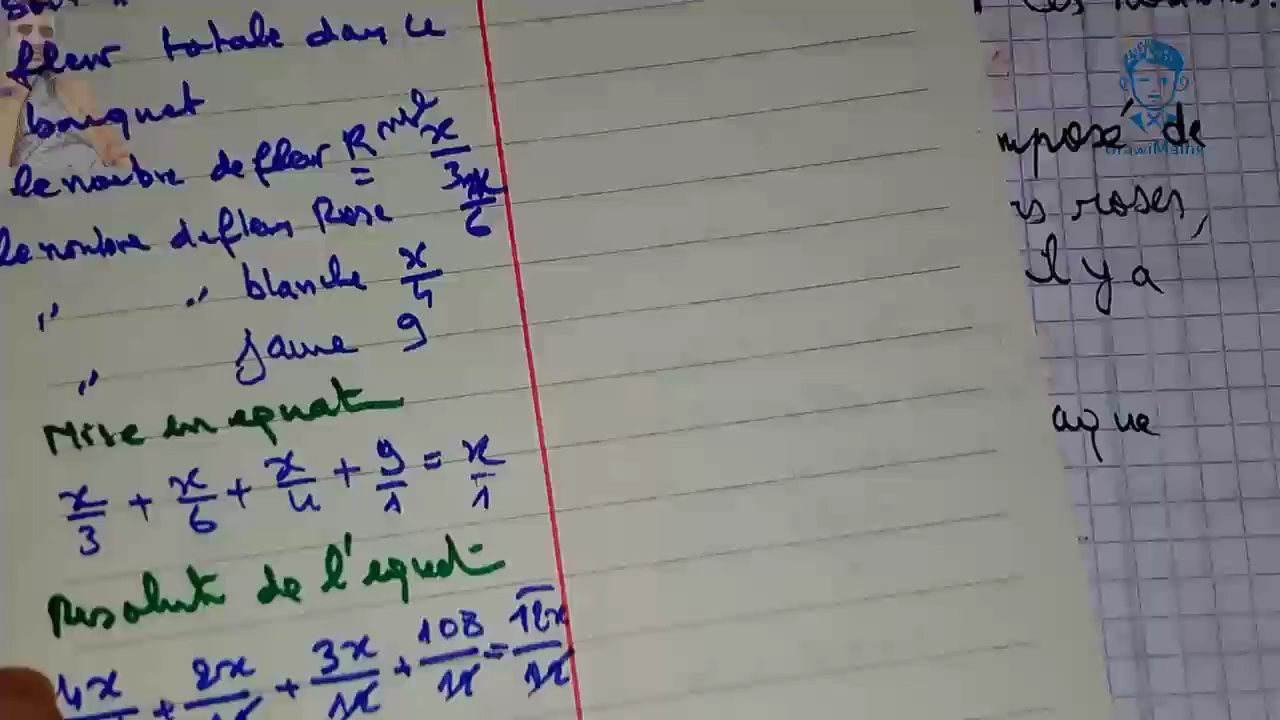 fleur totale dans le
bouquet
le nombre de fleur R x/3
le nombre de fleur Rose x/6
" " blanche x/4
" jaune 9
Mise en equat
x/3 + x/6 + x/4 + 9/1 = x/1
Resolut de l'equat
4x/ + 2x/12 + 3x/12 + 108/12 = 12x/12
mposé de
s roses,
il y a
aque